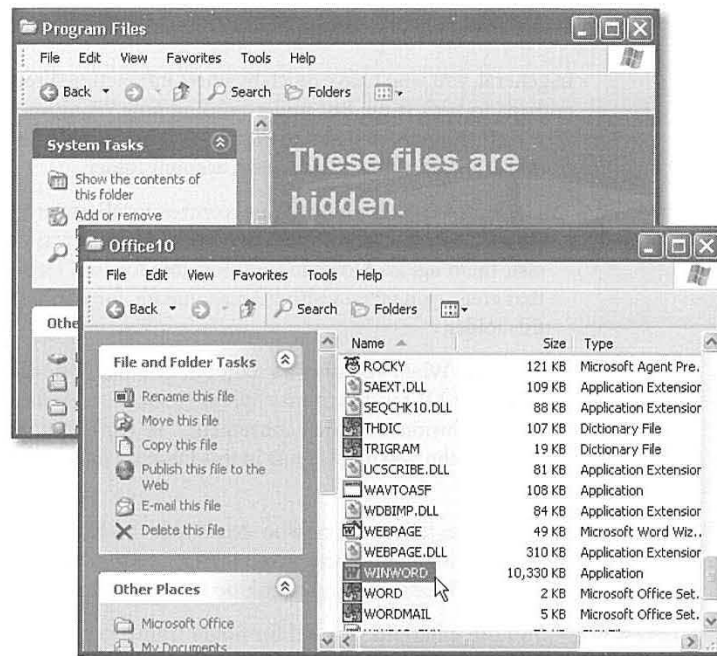 Program Files
File Edit View Favorites Tools Help
Back Search Folders
System Tasks
Show the contents of
this folder
Add or remove
These files are
hidden.
Office10
File Edit View Favorites Tools Help
Back Search Folders
Othe
File and Folder Tasks
Rename this file
Move this file
Copy this file
Publish this file to the
Web
E-mail this file
Delete this file
Other Places
Microsoft Office
My Documents
Name Size Type
ROCKY 121 KB Microsoft Agent Pre.
SAEXT.DLL 109 KB Application Extension
SEQCHK10.DLL 88 KB Application Extension
THDIC 107 KB Dictionary File
TRIGRAM 19 KB Dictionary File
UCSCRIBE.DLL 81 KB Application Extension
WAVTOASF 108 KB Application
WDBIMP.DLL 84 KB Application Extension
WEBPAGE 49 KB Microsoft Word Wiz..
WEBPAGE.DLL 310 KB Application Extension
WINWORD 10,330 KB Application
WORD 2 KB Microsoft Office Set.
WORDMAIL 5 KB Microsoft Office Set.